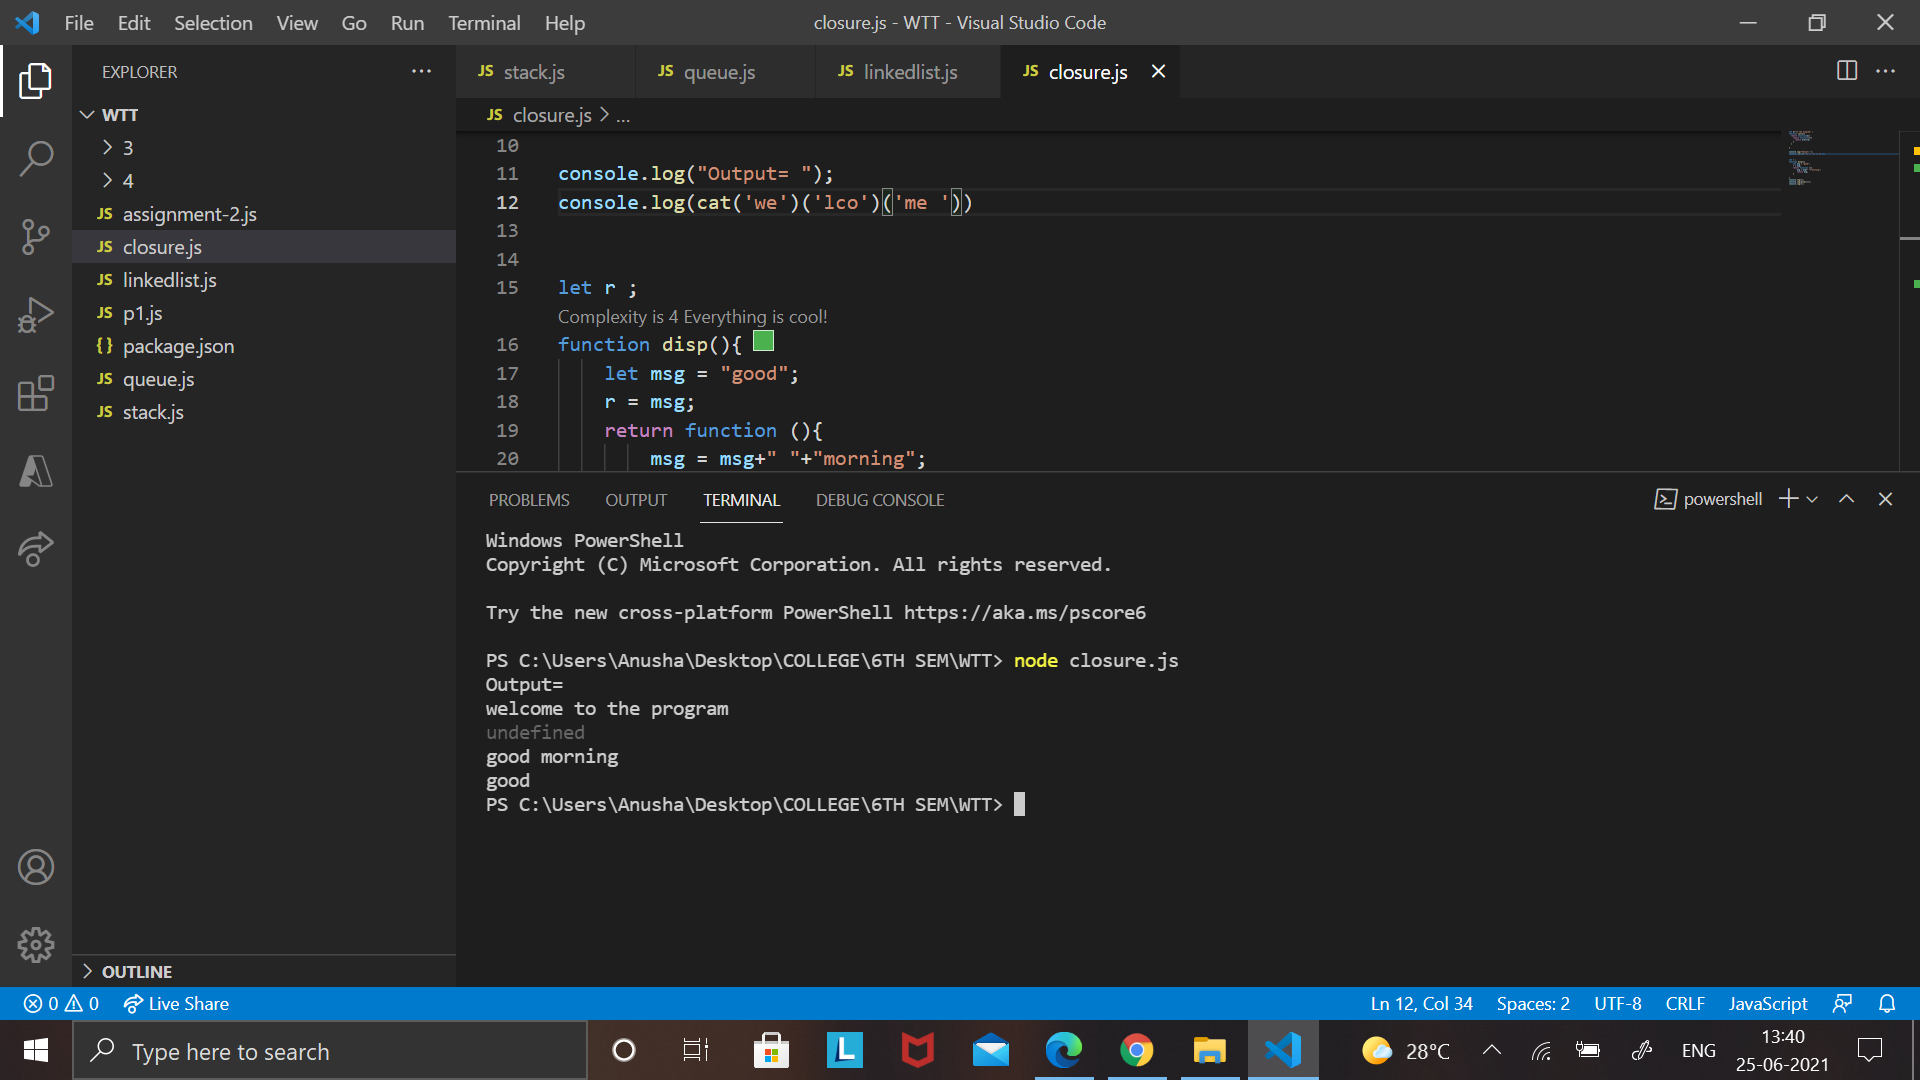 File Edit Selection View Go Run Terminal Help
closure.js - WTT - Visual Studio Code
EXPLORER
WTT
3
4
JS assignment-2.js
JS closure.js
JS linkedlist.js
JS p1.js
{} package.json
JS queue.js
JS stack.js
OUTLINE
JS stack.js JS queue.js JS linkedlist.js JS closure.js
JS closure.js > ...
10
11 console.log("Output= ");
12 console.log(cat('we')('lco')('me '))
13
14
15 let r ;
Complexity is 4 Everything is cool!
16 function disp(){
17 let msg = "good";
18 r = msg;
19 return function (){
20 msg = msg+" "+"morning";
PROBLEMS OUTPUT TERMINAL DEBUG CONSOLE
powershell
Windows PowerShell
Copyright (C) Microsoft Corporation. All rights reserved.
Try the new cross-platform PowerShell https://aka.ms/pscore6
PS C:\Users\Anusha\Desktop\COLLEGE\6TH SEM\WTT> node closure.js
Output=
welcome to the program
undefined
good morning
good
PS C:\Users\Anusha\Desktop\COLLEGE\6TH SEM\WTT>
0 0 Live Share
Ln 12, Col 34 Spaces: 2 UTF-8 CRLF JavaScript
Type here to search
L
28°C
ENG
13:40
25-06-2021